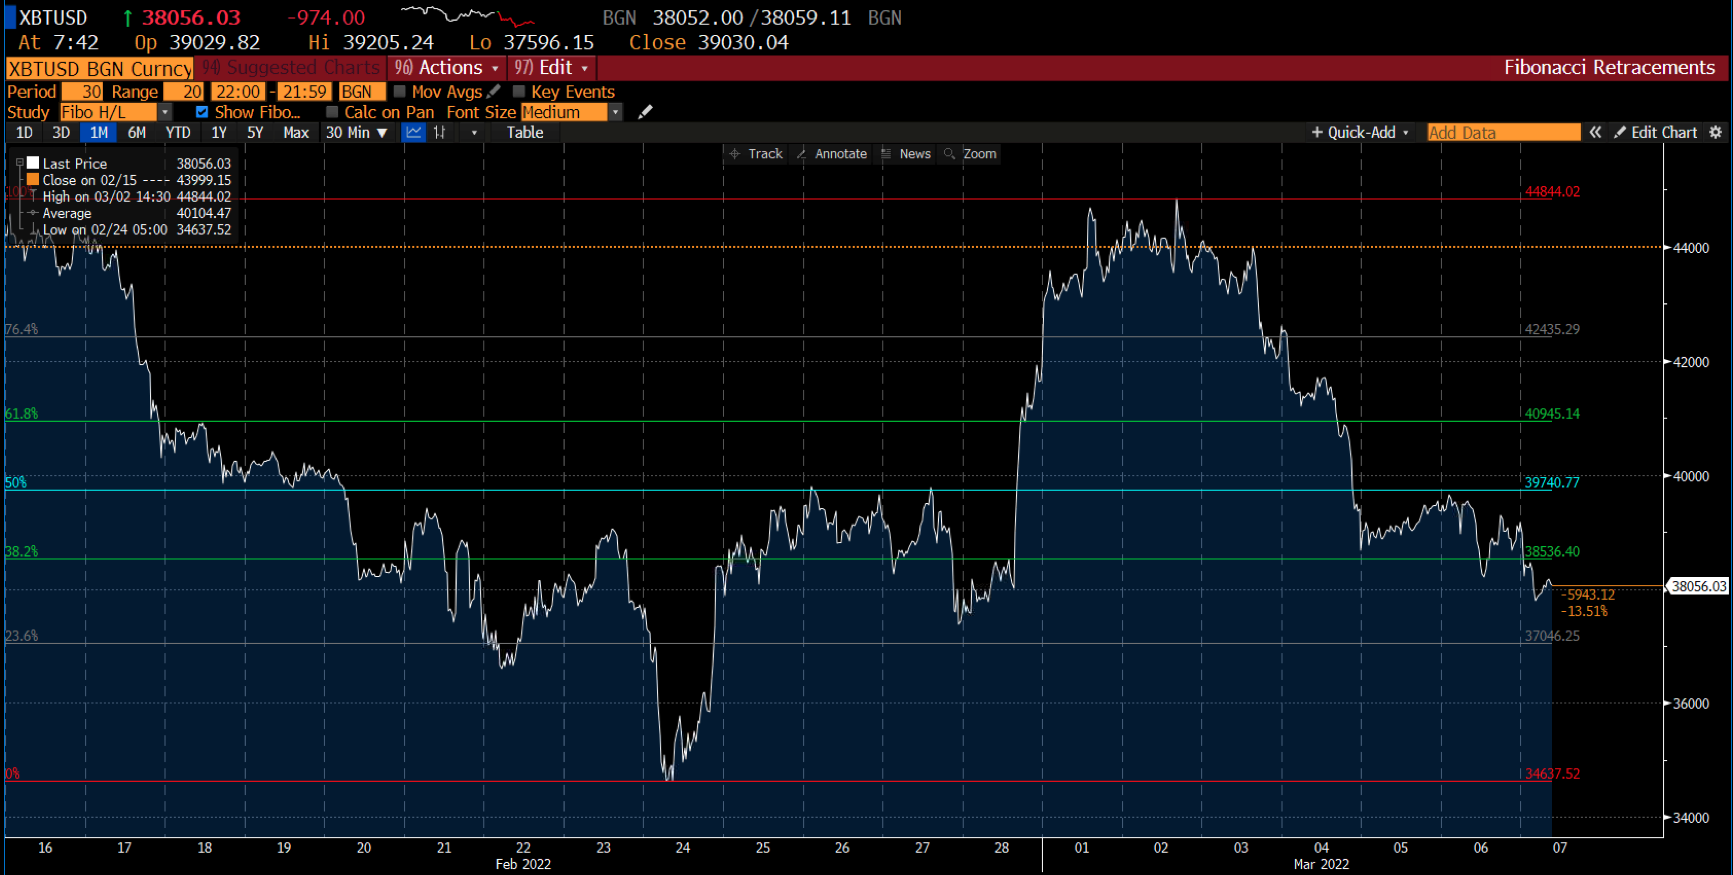 XBTUSD ↑ 38056.03 -974.00 BGN 38052.00 /38059.11 BGN
At 7:42 Op 39029.82 Hi 39205.24 Lo 37596.15 Close 39030.04
XBTUSD BGN Curncy 94) Suggested Charts 96) Actions 97) Edit Fibonacci Retracements
Period 30 Range 20 22:00 - 21:59 BGN Mov Avgs Key Events
Study Fibo H/L Show Fibo... Calc on Pan Font Size Medium
1D 3D 1M 6M YTD 1Y 5Y Max 30 Min ▼ Table + Quick-Add Add Data « Edit Chart
Track Annotate News Zoom
Last Price 38056.03
Close on 02/15 ---- 43999.15
High on 03/02 14:30 44844.02
Average 40104.47
Low on 02/24 05:00 34637.52
100% 44844.02
44000
76.4% 42435.29
42000
61.8% 40945.14
40000
50% 39740.77
38.2% 38536.40
38056.03
-5943.12
-13.51%
23.6% 37046.25
36000
0% 34637.52
34000
16 17 18 19 20 21 22 23 24 25 26 27 28 01 02 03 04 05 06 07
Feb 2022 Mar 2022